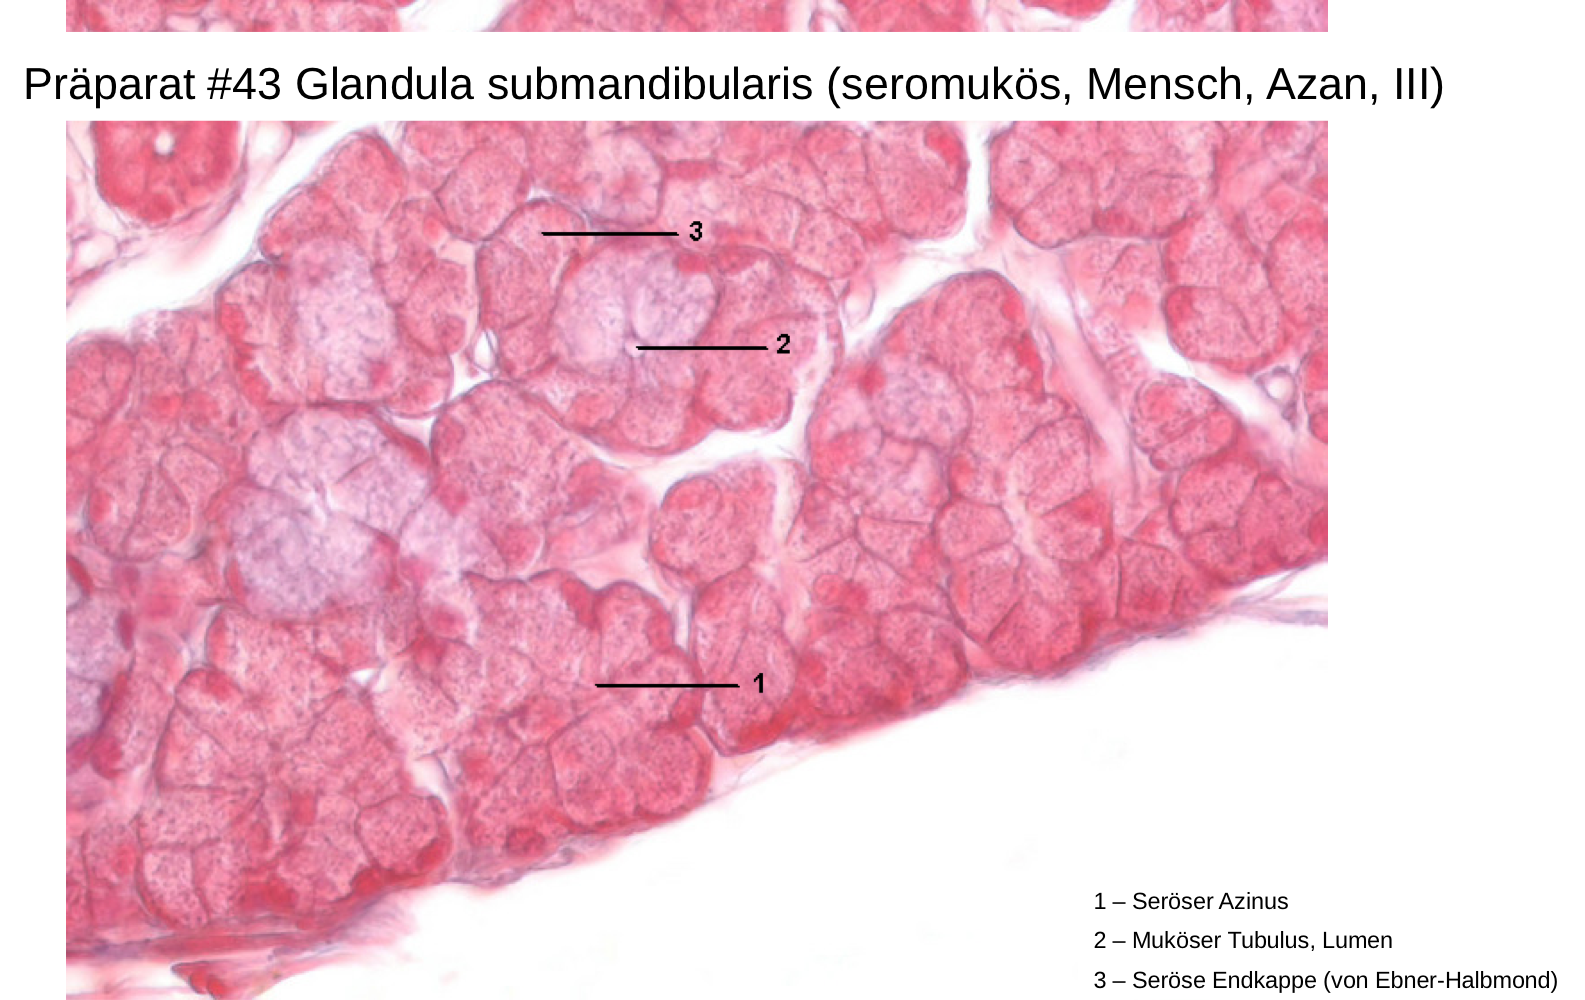 Präparat #43 Glandula submandibularis (seromukös, Mensch, Azan, III)
3
2
1
1 – Seröser Azinus
2 – Muköser Tubulus, Lumen
3 – Seröse Endkappe (von Ebner-Halbmond)